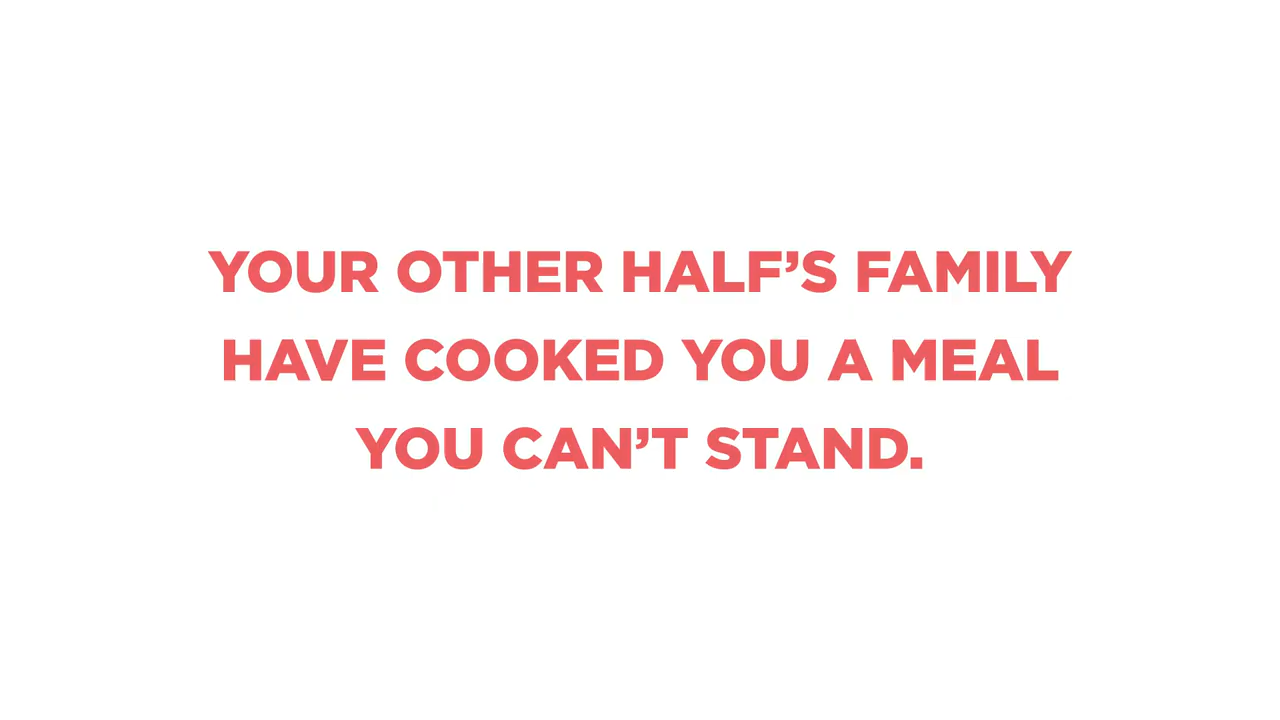 YOUR OTHER HALF’S FAMILY
HAVE COOKED YOU A MEAL
YOU CAN’T STAND.